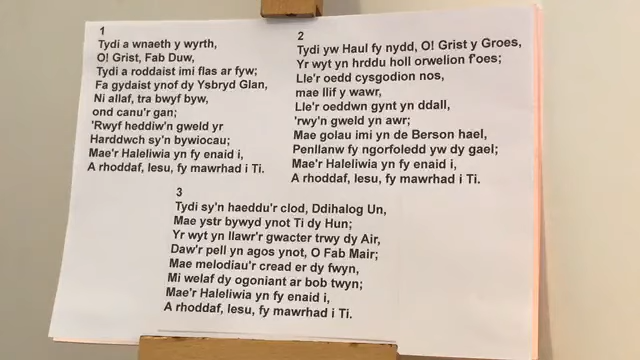 1
Tydi a wnaeth y wyrth,
O! Grist, Fab Duw,
Tydi a roddaist imi flas ar fyw;
Fa gydaist ynof dy Ysbryd Glan,
Ni allaf, tra bwyf byw,
ond canu'r gan;
'Rwyf heddiw'n gweld yr
Harddwch sy'n bywiocau;
Mae'r Haleliwia yn fy enaid i,
A rhoddaf, Iesu, fy mawrhad i Ti.
2
Tydi yw Haul fy nydd, O! Grist y Groes,
Yr wyt yn hrddu holl orwelion f'oes;
Lle'r oedd cysgodion nos,
mae llif y wawr,
Lle'r oeddwn gynt yn ddall,
'rwy'n gweld yn awr;
Mae golau imi yn de Berson hael,
Penllanw fy ngorfoledd yw dy gael;
Mae'r Haleliwia yn fy enaid i,
A rhoddaf, Iesu, fy mawrhad i Ti.
3
Tydi sy'n haeddu'r clod, Ddihalog Un,
Mae ystr bywyd ynot Ti dy Hun;
Yr wyt yn llawr'r gwacter trwy dy Air,
Daw'r pell yn agos ynot, O Fab Mair;
Mae melodiau'r cread er dy fwyn,
Mi welaf dy ogoniant ar bob twyn;
Mae'r Haleliwia yn fy enaid i,
A rhoddaf, Iesu, fy mawrhad i Ti.